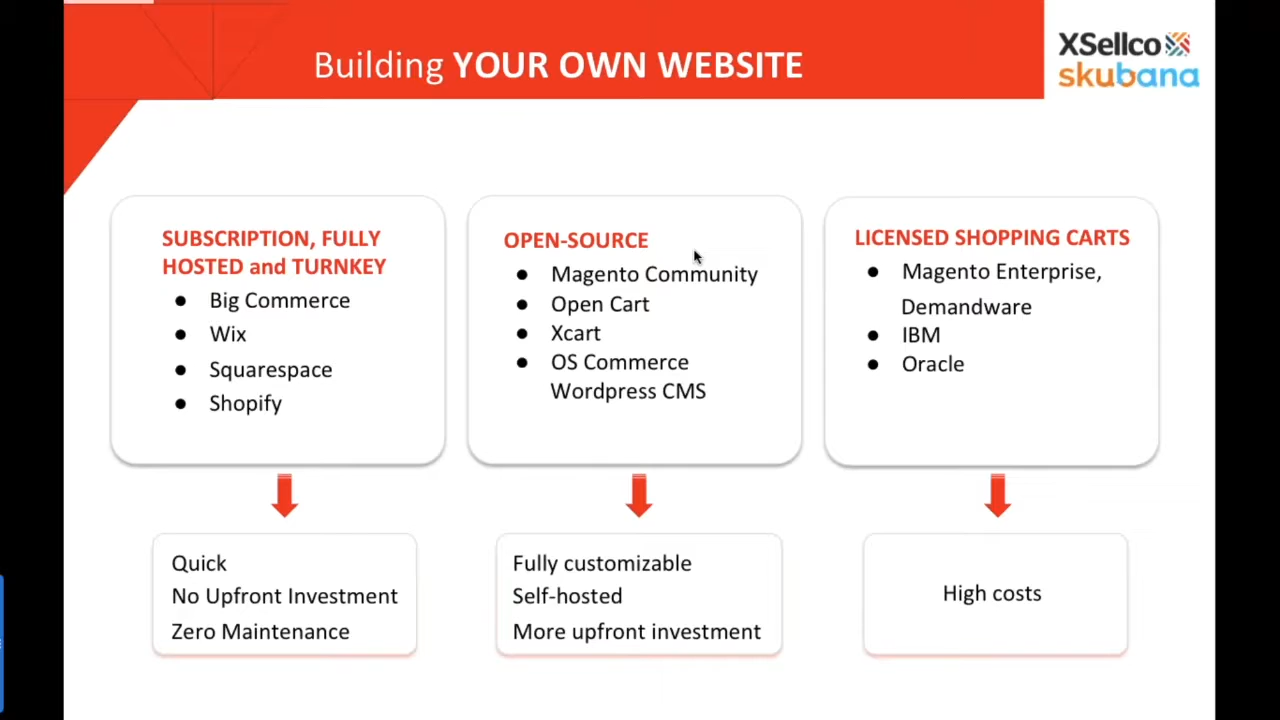 Building YOUR OWN WEBSITE
XSellco
skubana
SUBSCRIPTION, FULLY
HOSTED and TURNKEY
● Big Commerce
● Wix
● Squarespace
● Shopify
OPEN-SOURCE
● Magento Community
● Open Cart
● Xcart
● OS Commerce
Wordpress CMS
LICENSED SHOPPING CARTS
● Magento Enterprise,
Demandware
● IBM
● Oracle
Quick
No Upfront Investment
Zero Maintenance
Fully customizable
Self-hosted
More upfront investment
High costs